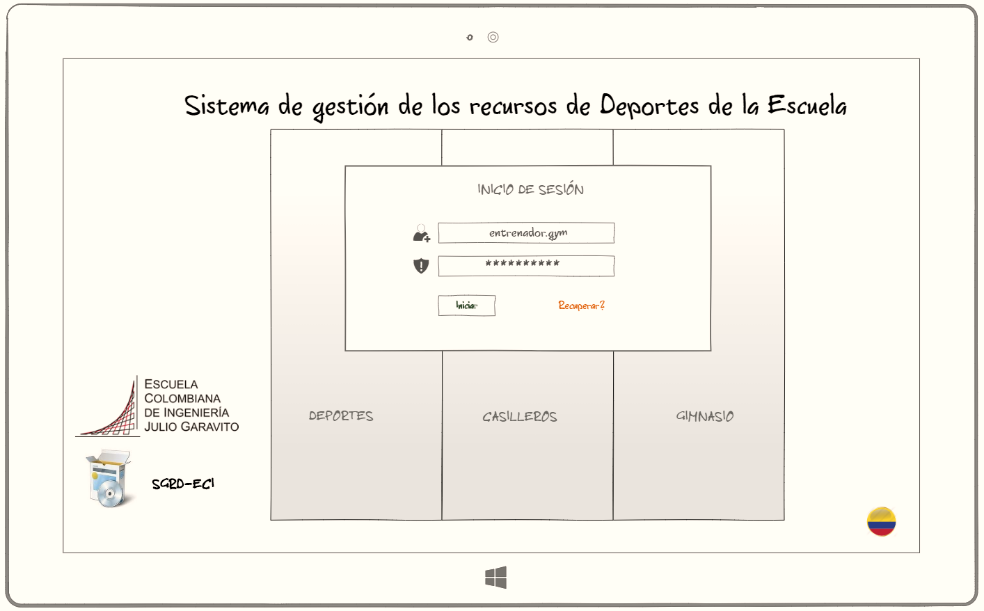 Sistema de gestión de los recursos de Deportes de la Escuela
INICIO DE SESIÓN
entrenador.gym
**********
Iniciar
Recuperar?
DEPORTES
CASILLEROS
GIMNASIO
ESCUELA
COLOMBIANA
DE INGENIERÍA
JULIO GARAVITO
SGRD-ECI